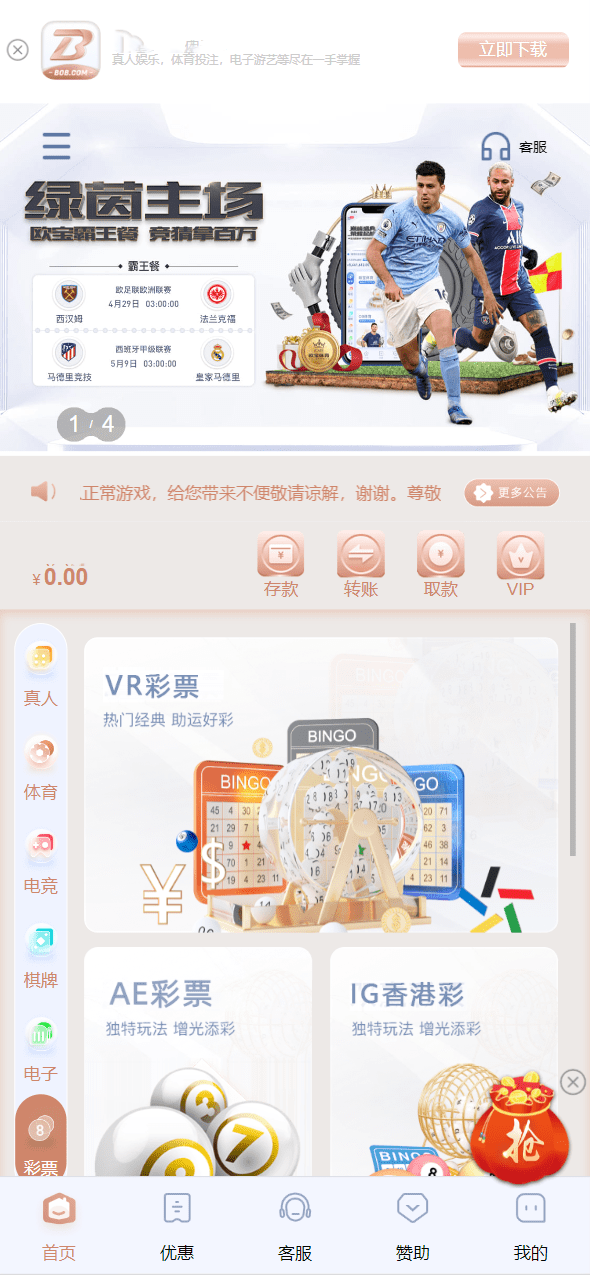 B
- BOB.COM -
真人娱乐，体育投注，电子游艺等尽在一手掌握
立即下载
客服
绿茵主场
欧宝霸王餐 竞猜拿百万
霸王餐
欧足联欧洲联赛
4月29日 03:00:00
西汉姆
法兰克福
西班牙甲级联赛
5月9日 03:00:00
马德里竞技
皇家马德里
ETIHAD
1 / 4
正常游戏，给您带来不便敬请谅解，谢谢。尊敬
更多公告
¥ 0.00
存款
转账
取款
VIP
真人
体育
电竞
棋牌
电子
8
彩票
VR彩票
热门经典 助运好彩
BINGO
BINGO
BINGO
AE彩票
独特玩法 增光添彩
3
7
IG香港彩
独特玩法 增光添彩
BINGO
8
抢
首页
优惠
客服
赞助
我的